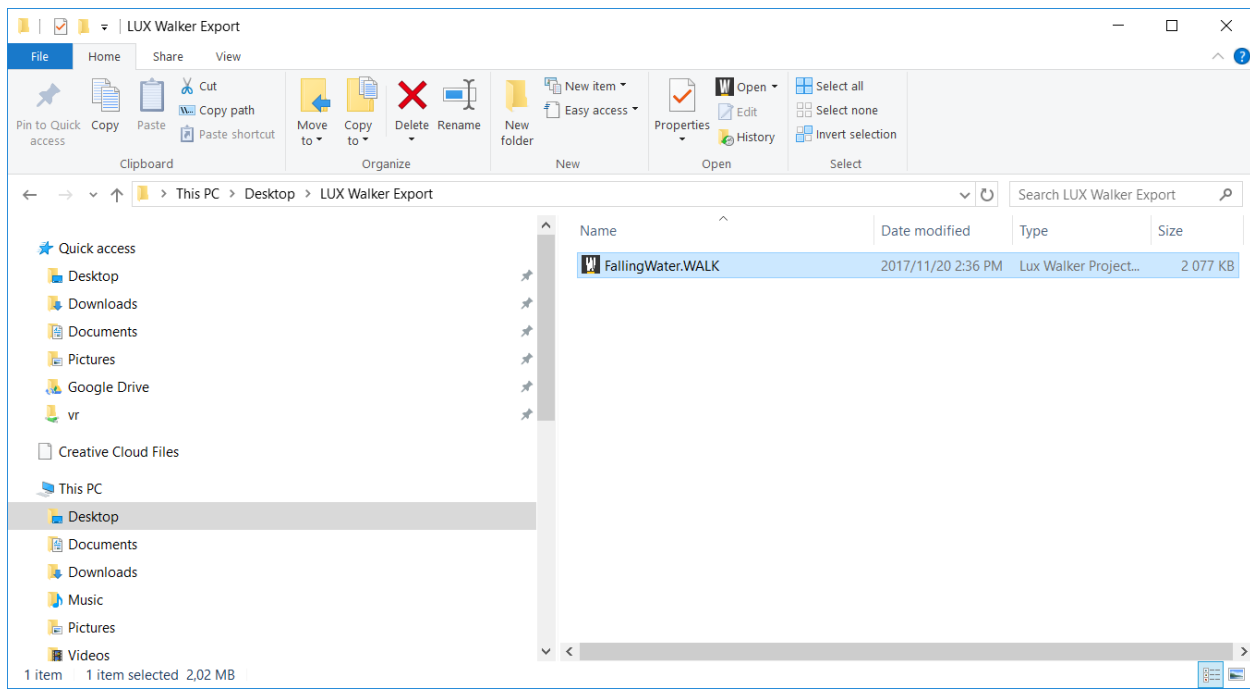 LUX Walker Export
File Home Share View
Pin to Quick access
Copy
Paste
Cut
Copy path
Paste shortcut
Clipboard
Move to
Copy to
Delete
Rename
Organize
New folder
New item
Easy access
New
Properties
Open
Edit
History
Open
Select all
Select none
Invert selection
Select
This PC > Desktop > LUX Walker Export
Search LUX Walker Export
Quick access
Desktop
Downloads
Documents
Pictures
Google Drive
vr
Creative Cloud Files
This PC
Desktop
Documents
Downloads
Music
Pictures
Videos
Name Date modified Type Size
FallingWater.WALK 2017/11/20 2:36 PM Lux Walker Project... 2 077 KB
1 item 1 item selected 2,02 MB